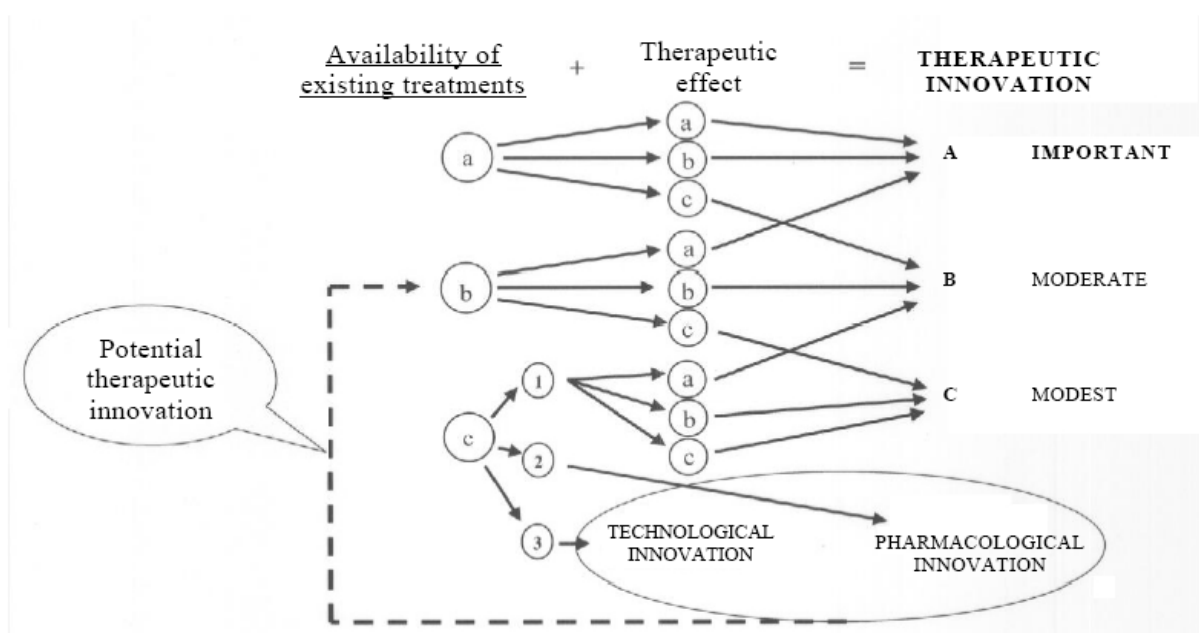 Availability of
existing treatments
+
Therapeutic
effect
=
THERAPEUTIC
INNOVATION
a
a
b
c
A IMPORTANT
b
a
b
c
B MODERATE
Potential
therapeutic
innovation
c
1
2
3
a
b
c
C MODEST
TECHNOLOGICAL
INNOVATION
PHARMACOLOGICAL
INNOVATION